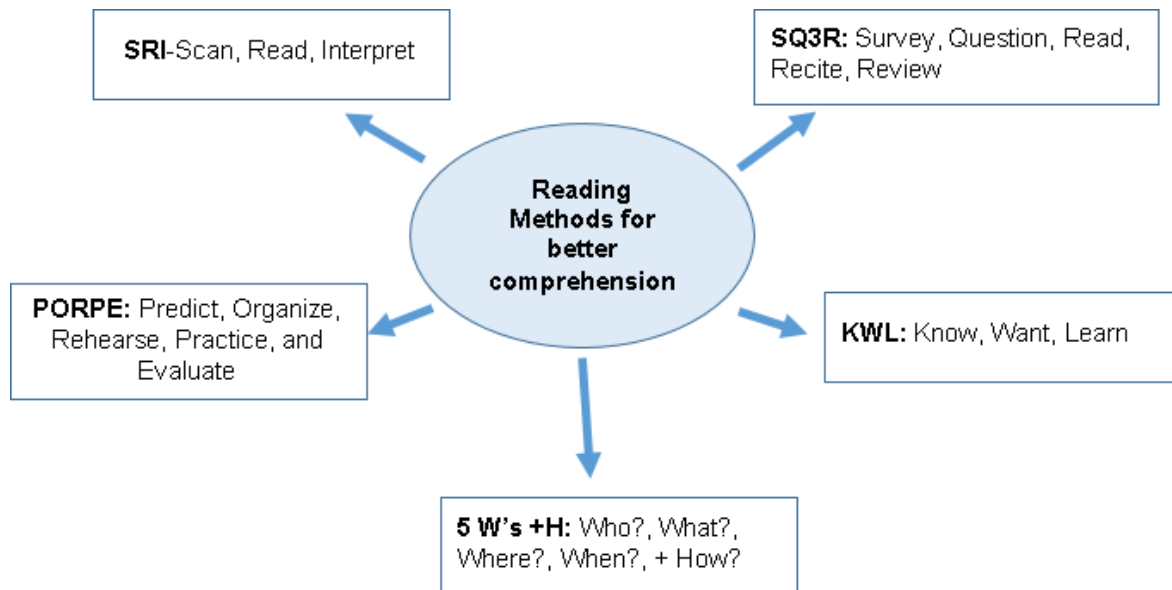 SRI-Scan, Read, Interpret
SQ3R: Survey, Question, Read,
Recite, Review
Reading
Methods for
better
comprehension
PORPE: Predict, Organize,
Rehearse, Practice, and
Evaluate
KWL: Know, Want, Learn
5 W’s +H: Who?, What?,
Where?, When?, + How?